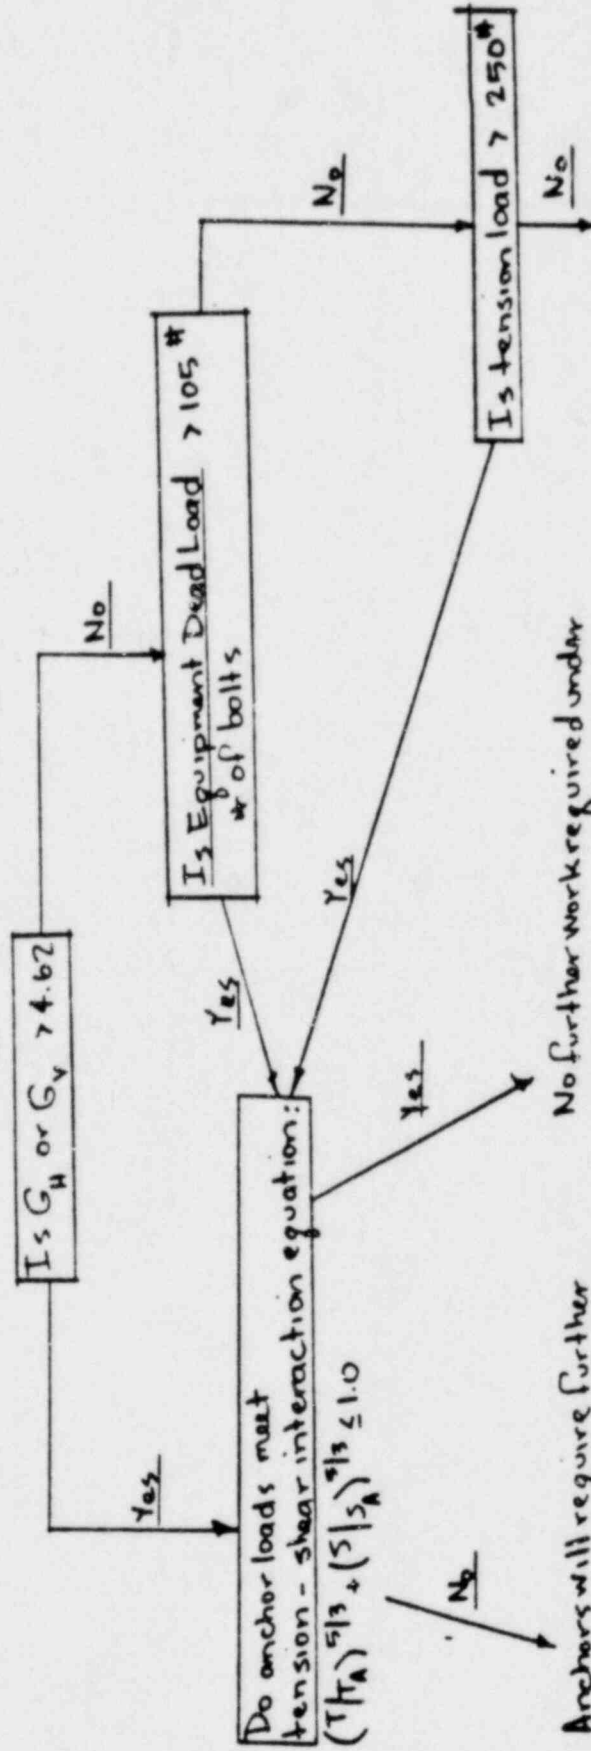 Is G_H or G_V > 4.62
Yes
No
Is Equipment Dead Load > 105#
# of bolts
Yes
No
Do anchor loads meet
tension - shear interaction equation:
(T/T_A)^5/3 + (S/S_A)^5/3 ≤ 1.0
Is tension load > 250#
Yes
No
Yes
No
Anchors will require further
No further work required under